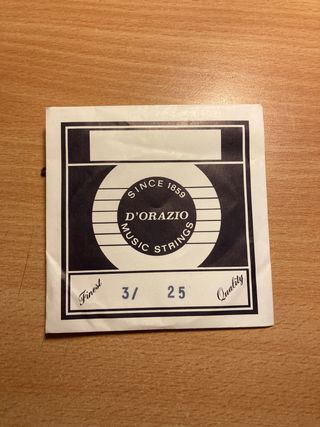 SINCE 1859
D'ORAZIO
MUSIC STRINGS
Finest
3/ 25
Quality